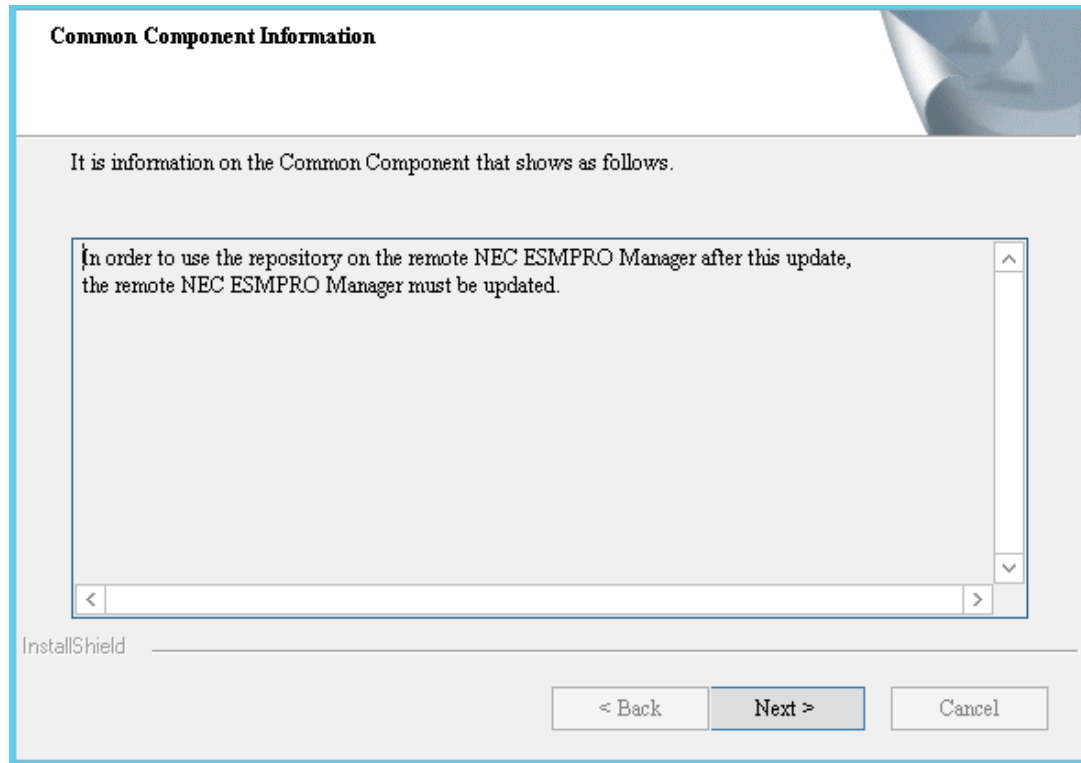 Common Component Information
It is information on the Common Component that shows as follows.
In order to use the repository on the remote NEC ESMPRO Manager after this update,
the remote NEC ESMPRO Manager must be updated.
InstallShield
< Back
Next >
Cancel